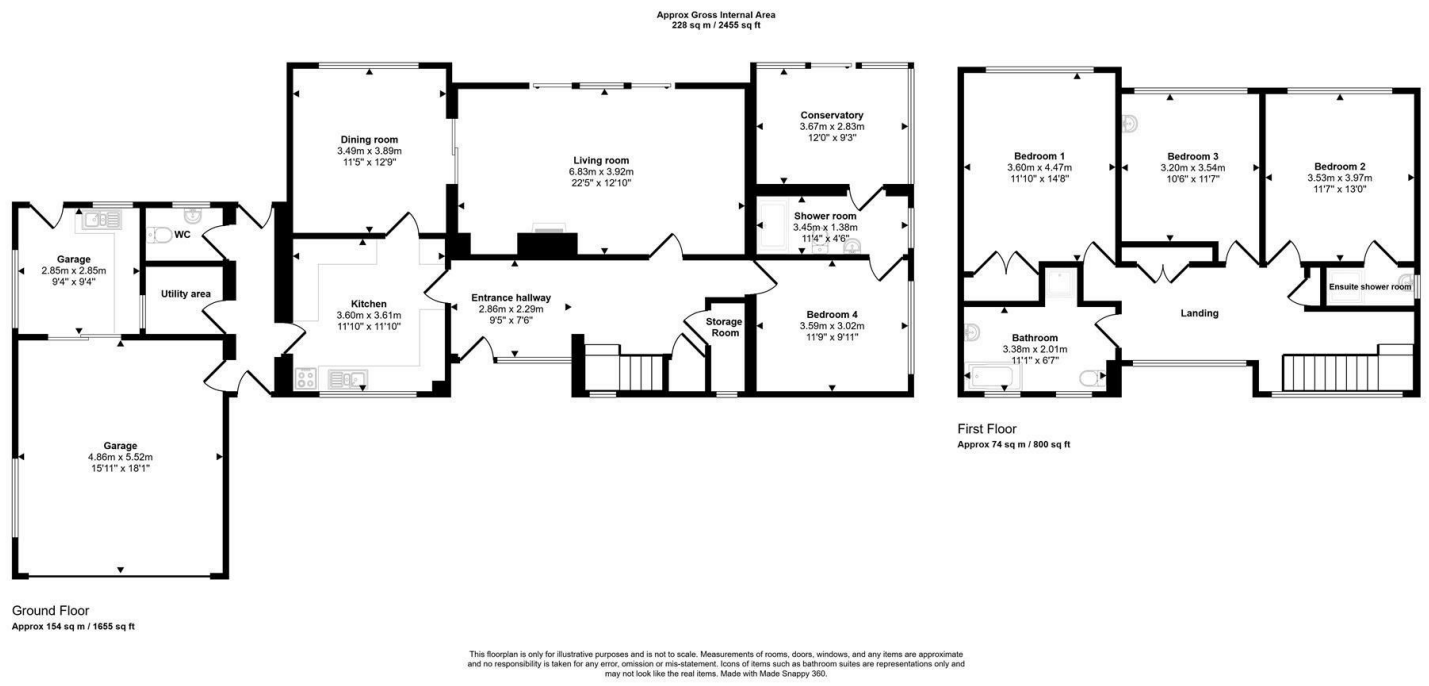 Approx Gross Internal Area
228 sq m / 2455 sq ft
Dining room
3.49m x 3.89m
11'5" x 12'9"
Living room
6.83m x 3.92m
22'5" x 12'10"
Conservatory
3.67m x 2.83m
12'0" x 9'3"
Shower room
3.45m x 1.38m
11'4" x 4'6"
WC
Garage
2.85m x 2.85m
9'4" x 9'4"
Utility area
Kitchen
3.60m x 3.61m
11'10" x 11'10"
Entrance hallway
2.86m x 2.29m
9'5" x 7'6"
Storage
Room
Bedroom 4
3.59m x 3.02m
11'9" x 9'11"
Garage
4.86m x 5.52m
15'11" x 18'1"
Ground Floor
Approx 154 sq m / 1655 sq ft
Bedroom 1
3.60m x 4.47m
11'10" x 14'8"
Bedroom 3
3.20m x 3.54m
10'6" x 11'7"
Bedroom 2
3.53m x 3.97m
11'7" x 13'0"
Ensuite shower room
Landing
Bathroom
3.38m x 2.01m
11'1" x 6'7"
First Floor
Approx 74 sq m / 800 sq ft
This floorplan is only for illustrative purposes and is not to scale. Measurements of rooms, doors, windows, and any items are approximate
and no responsibility is taken for any error, omission or mis-statement. Icons of items such as bathroom suites are representations only and
may not look like the real items. Made with Made Snappy 360.